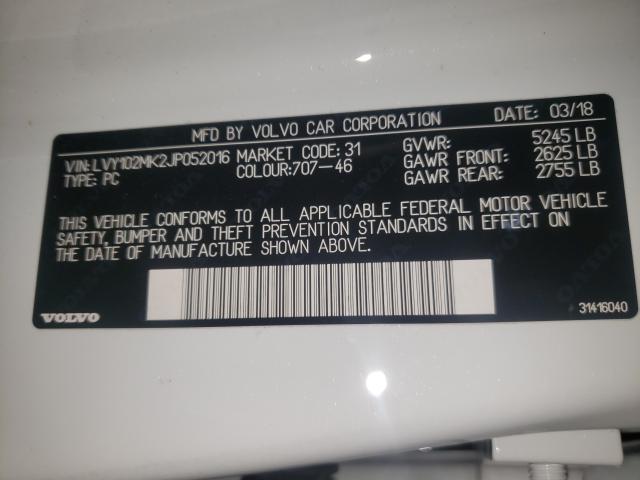 MFD BY VOLVO CAR CORPORATION DATE: 03/18
VIN: LVY102MK2JP052016 MARKET CODE: 31 GVWR: 5245 LB
TYPE: PC COLOUR:707-46 GAWR FRONT: 2625 LB
GAWR REAR: 2755 LB
THIS VEHICLE CONFORMS TO ALL APPLICABLE FEDERAL MOTOR VEHICLE
SAFETY, BUMPER AND THEFT PREVENTION STANDARDS IN EFFECT ON
THE DATE OF MANUFACTURE SHOWN ABOVE.
VOLVO 31416040